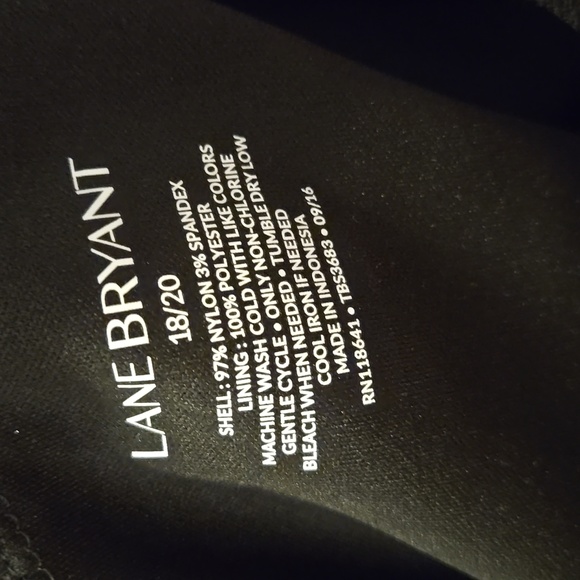 LANE BRYANT
18/20
SHELL : 97% NYLON 3% SPANDEX
LINING : 100% POLYESTER
MACHINE WASH COLD WITH LIKE COLORS
GENTLE CYCLE • ONLY NON-CHLORINE
BLEACH WHEN NEEDED • TUMBLE DRY LOW
COOL IRON IF NEEDED
MADE IN INDONESIA
RN118641 • TBS3683 • 09/16